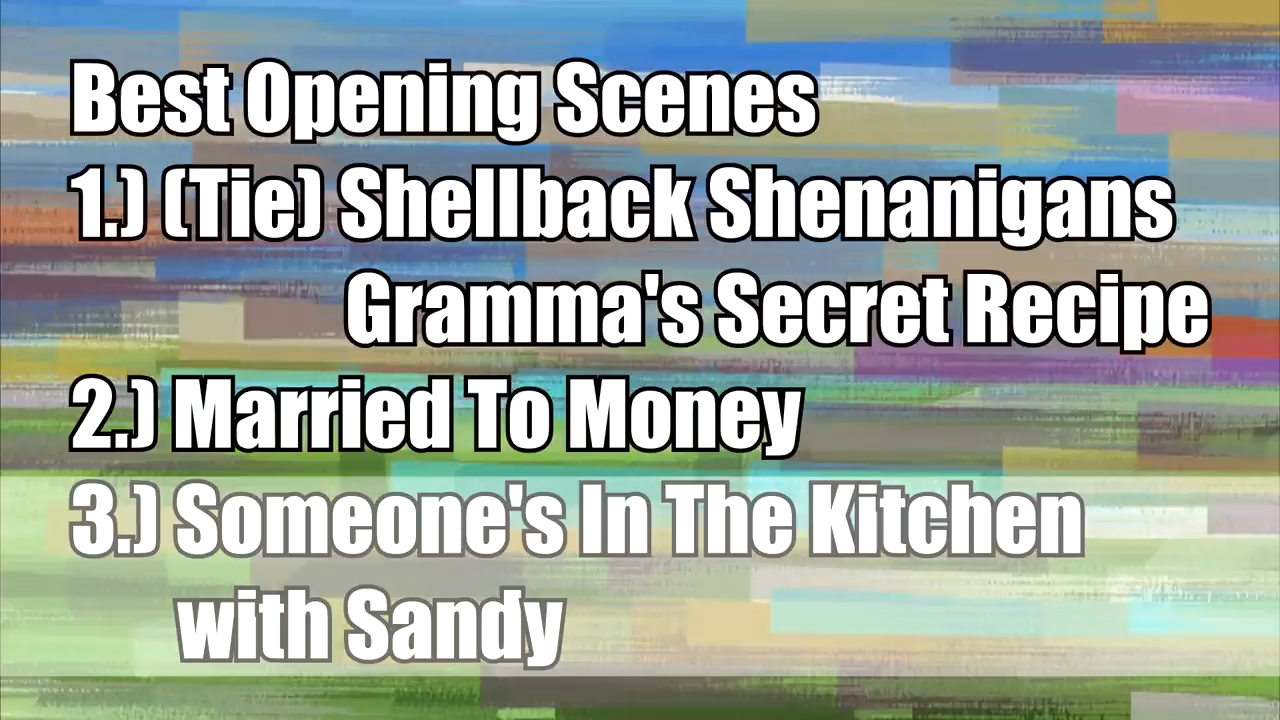 Best Opening Scenes
1.) (Tie) Shellback Shenanigans
Gramma's Secret Recipe
2.) Married To Money
3.) Someone's In The Kitchen
with Sandy